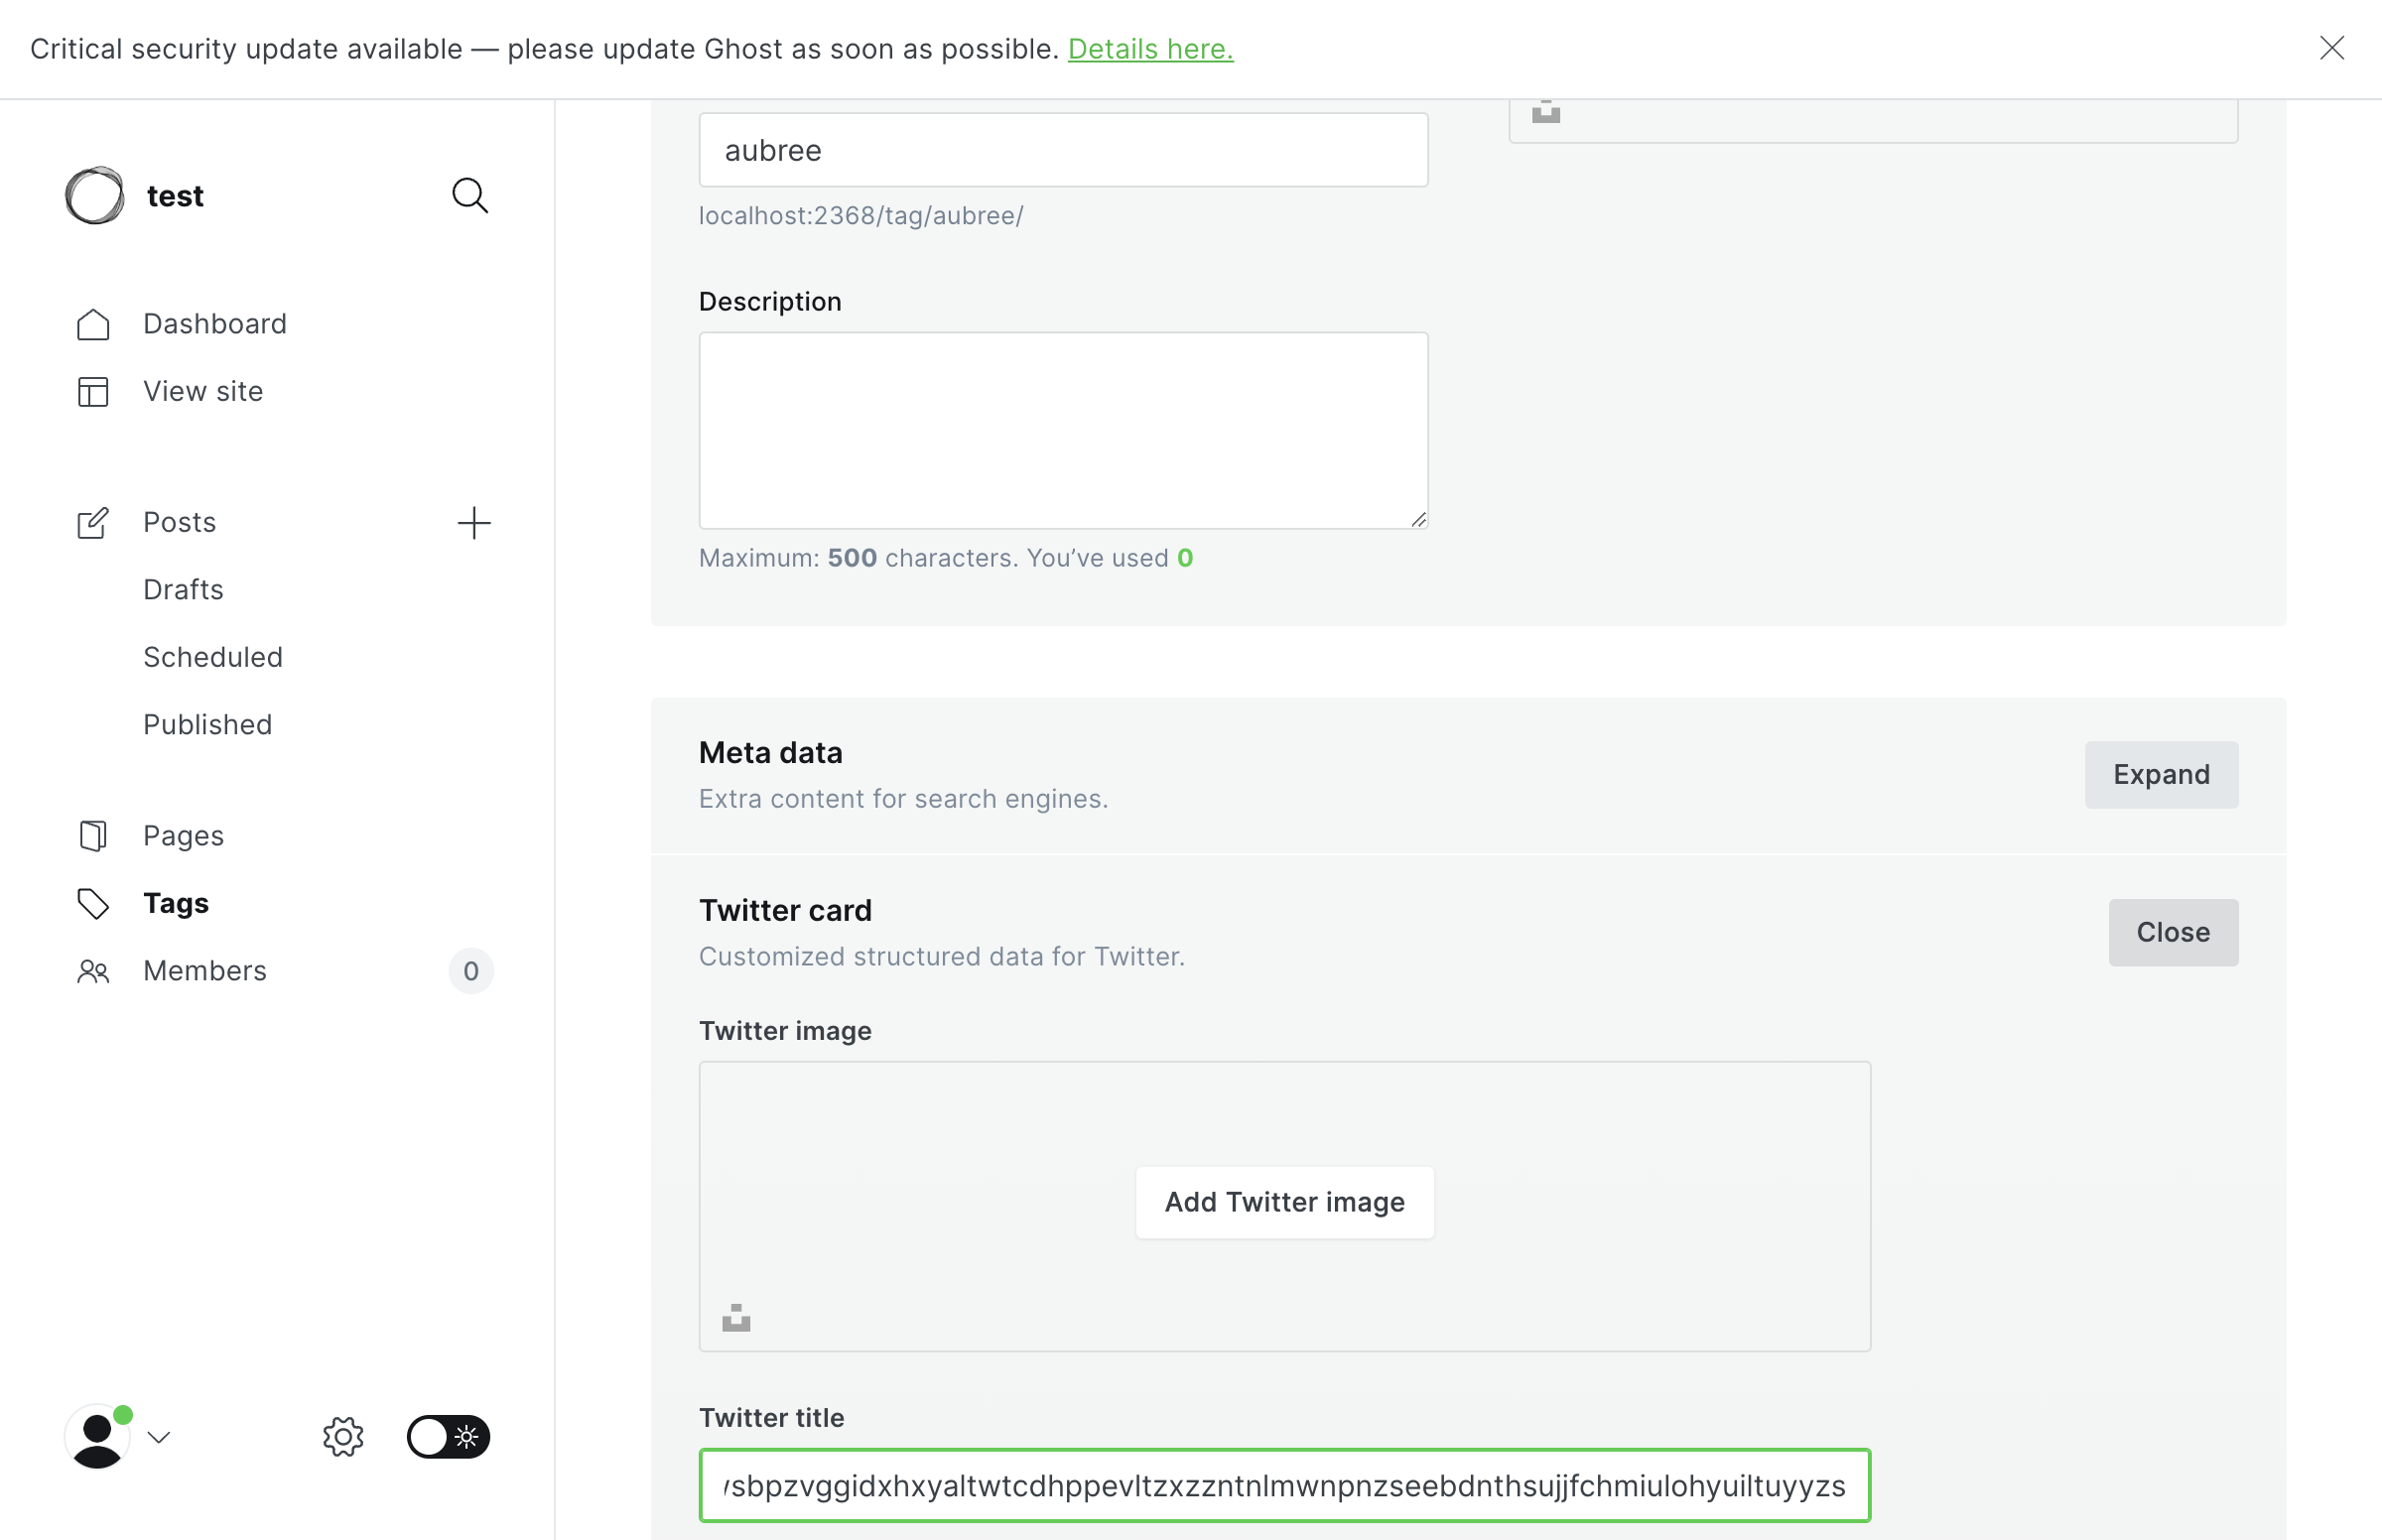 Critical security update available — please update Ghost as soon as possible. Details here.
test
Dashboard
View site
Posts
Drafts
Scheduled
Published
Pages
Tags
Members
0
aubree
localhost:2368/tag/aubree/
Description
Maximum: 500 characters. You’ve used 0
Meta data
Extra content for search engines.
Expand
Twitter card
Customized structured data for Twitter.
Close
Twitter image
Add Twitter image
Twitter title
sbpzvggidxhxyaltwtcdhppevltzxzzntnlmwnpnzseebdnthsujjfchmiulohyuiltuyyzs